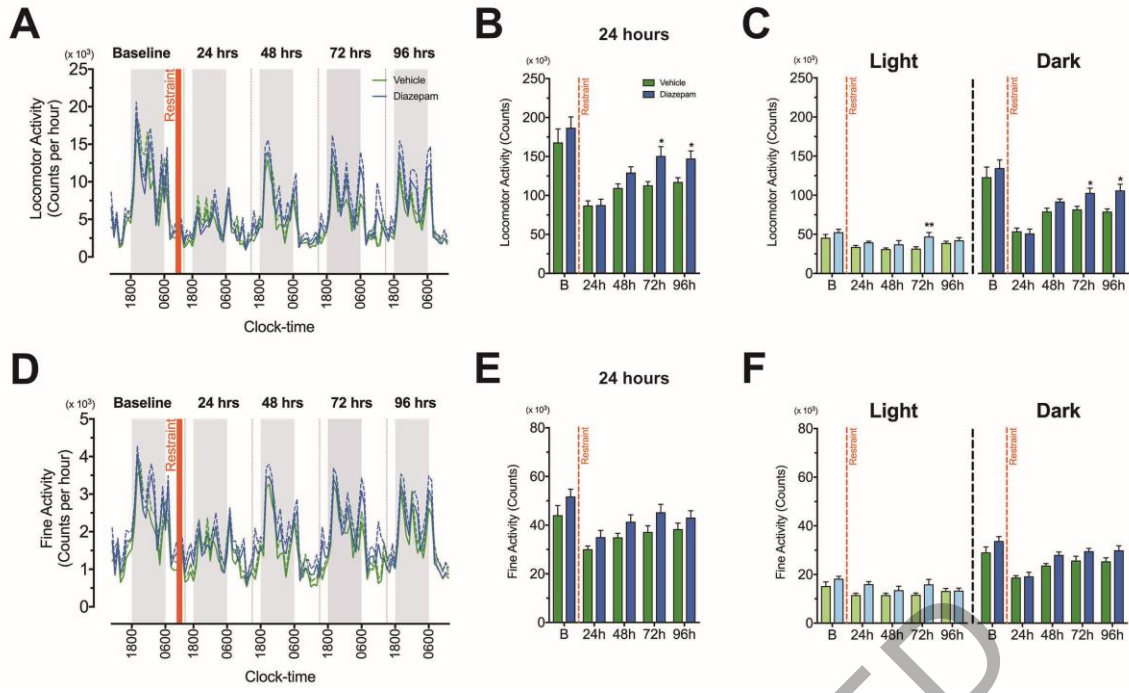 A
(x 10³)
Baseline 24 hrs 48 hrs 72 hrs 96 hrs
25
20
15
10
5
0
Locomotor Activity
(Counts per hour)
Restraint
Vehicle
Diazepam
1800 0600 1800 0600 1800 0600 1800 0600 1800 0600
Clock-time
B
24 hours
(x 10³)
250
200
150
100
50
0
Locomotor Activity (Counts)
Restraint
Vehicle
Diazepam
* *
B 24h 48h 72h 96h
C
Light Dark
(x 10³)
250
200
150
100
50
0
Locomotor Activity (Counts)
Restraint Restraint
** * *
B 24h 48h 72h 96h B 24h 48h 72h 96h
D
(x 10³)
Baseline 24 hrs 48 hrs 72 hrs 96 hrs
5
4
3
2
1
0
Fine Activity
(Counts per hour)
Restraint
1800 0600 1800 0600 1800 0600 1800 0600 1800 0600
Clock-time
E
24 hours
(x 10³)
80
60
40
20
0
Fine Activity (Counts)
Restraint
B 24h 48h 72h 96h
F
Light Dark
(x 10³)
80
60
40
20
0
Fine Activity (Counts)
Restraint Restraint
B 24h 48h 72h 96h B 24h 48h 72h 96h